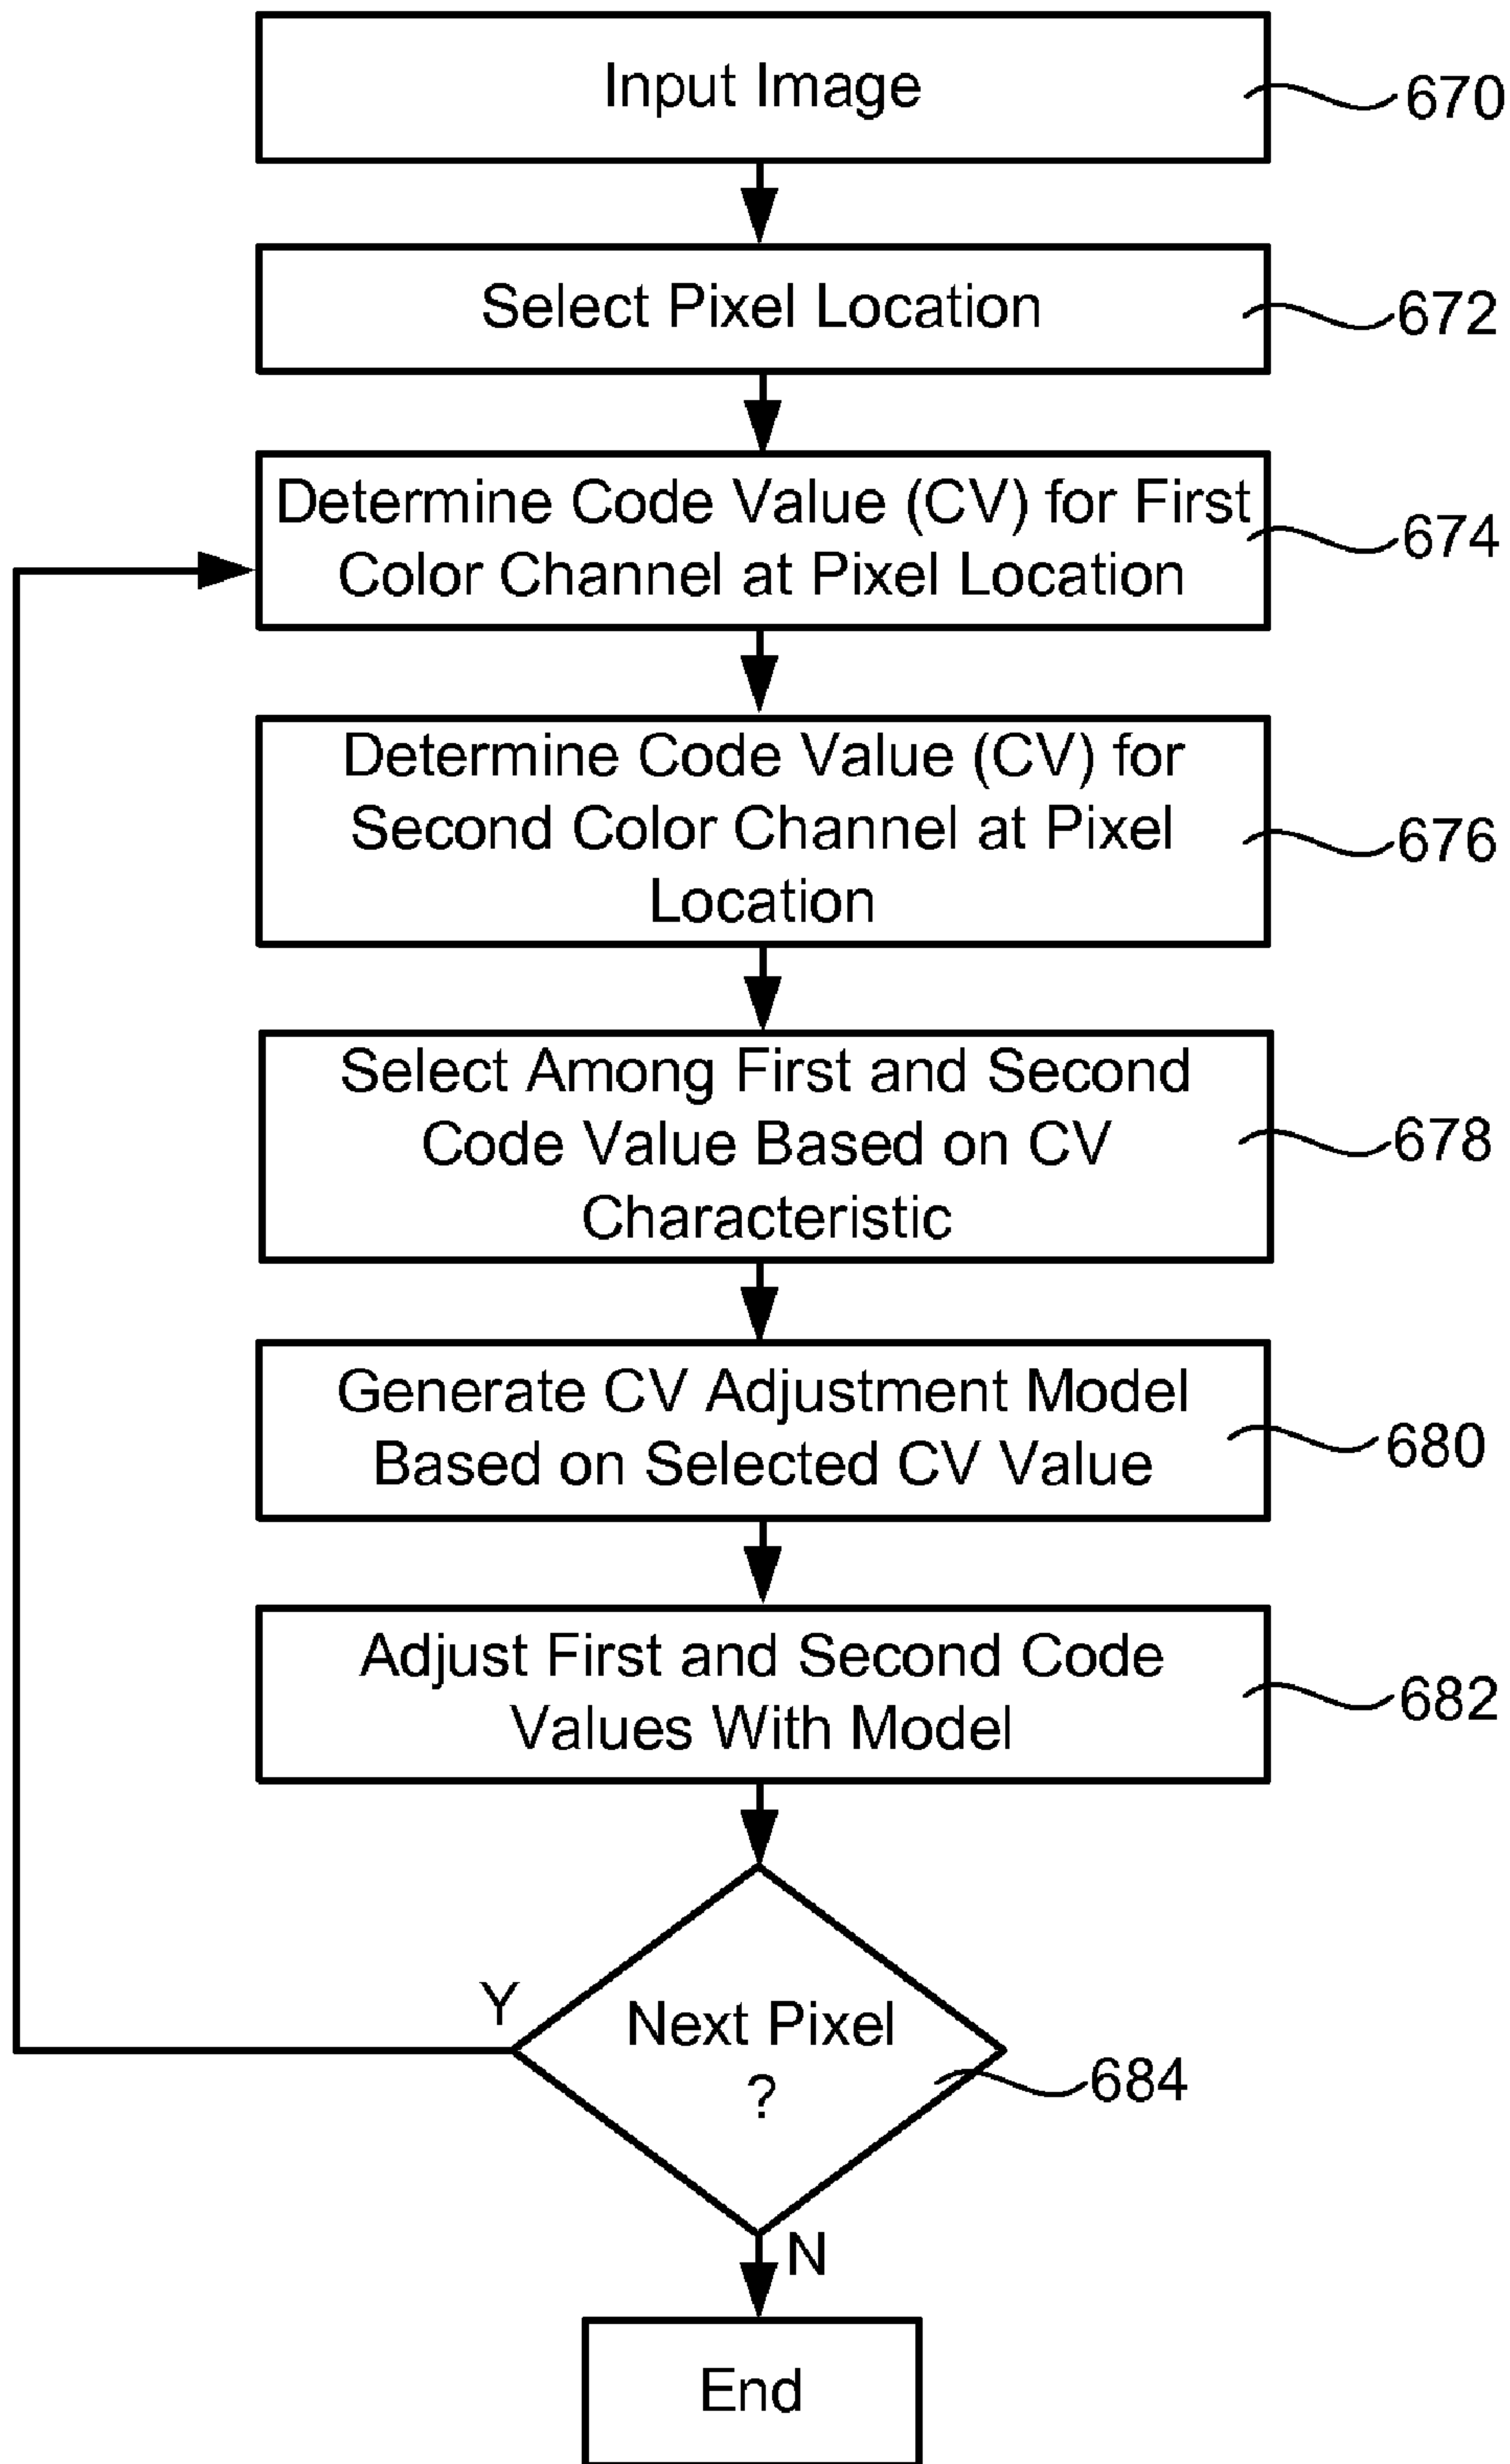 Input Image
670
Select Pixel Location
672
Determine Code Value (CV) for First
Color Channel at Pixel Location
674
Determine Code Value (CV) for
Second Color Channel at Pixel
Location
676
Select Among First and Second
Code Value Based on CV
Characteristic
678
Generate CV Adjustment Model
Based on Selected CV Value
680
Adjust First and Second Code
Values With Model
682
Y
Next Pixel
?
684
N
End